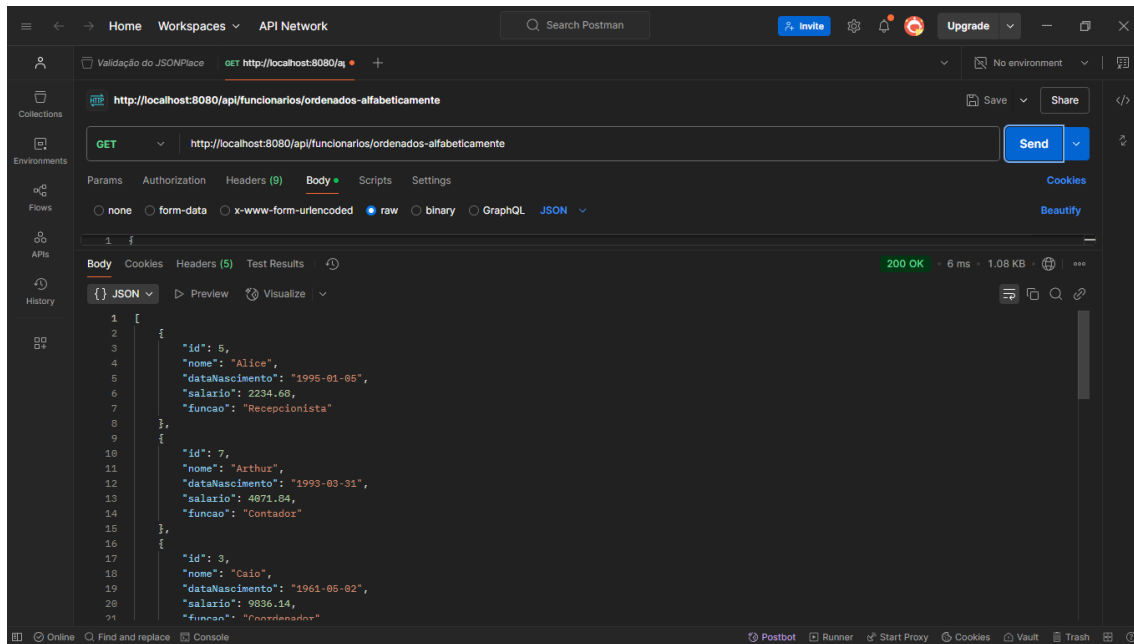 Home Workspaces API Network Search Postman Invite Upgrade
Validação do JSONPlace GET http://localhost:8080/a No environment
http://localhost:8080/api/funcionarios/ordenados-alfabeticamente Save Share
GET http://localhost:8080/api/funcionarios/ordenados-alfabeticamente Send
Params Authorization Headers (9) Body Scripts Settings Cookies
none form-data x-www-form-urlencoded raw binary GraphQL JSON Beautify
1 {
Body Cookies Headers (5) Test Results 200 OK 6 ms 1.08 KB
{} JSON Preview Visualize
1 [
2 {
3 "id": 5,
4 "nome": "Alice",
5 "dataNascimento": "1995-01-05",
6 "salario": 2234.68,
7 "funcao": "Recepcionista"
8 },
9 {
10 "id": 7,
11 "nome": "Arthur",
12 "dataNascimento": "1993-03-31",
13 "salario": 4071.84,
14 "funcao": "Contador"
15 },
16 {
17 "id": 3,
18 "nome": "Caio",
19 "dataNascimento": "1961-05-02",
20 "salario": 9836.14,
21 "funcao": "Coordenador"
Collections
Environments
Flows
APIs
History
Online Find and replace Console Postbot Runner Start Proxy Cookies Vault Trash